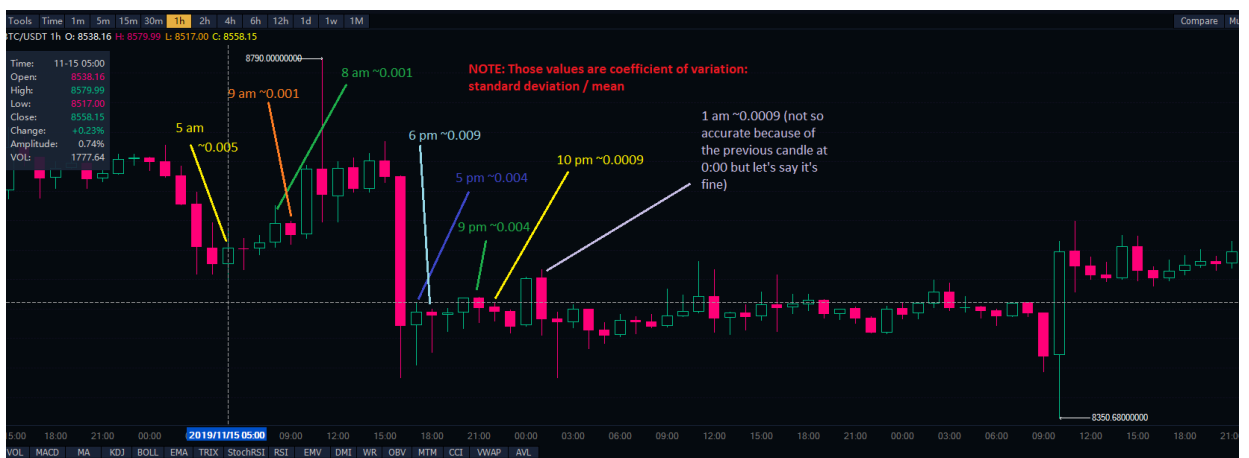 Tools Time 1m 5m 15m 30m 1h 2h 4h 6h 12h 1d 1w 1M Compare
BTC/USDT 1h O: 8538.16 H: 8579.99 L: 8517.00 C: 8558.15
Time: 11-15 05:00
Open: 8538.16
High: 8579.99
Low: 8517.00
Close: 8558.15
Change: +0.23%
Amplitude: 0.74%
VOL: 1777.64
8790.00000000
NOTE: Those values are coefficient of variation:
standard deviation / mean
8 am ~0.001
9 am ~0.001
5 am
~0.005
6 pm ~0.009
5 pm ~0.004
9 pm ~0.004
10 pm ~0.0009
1 am ~0.0009 (not so
accurate because of
the previous candle at
0:00 but let's say it's
fine)
8350.68000000
15:00 18:00 21:00 00:00 2019/11/15 05:00 09:00 12:00 15:00 18:00 21:00 00:00 03:00 06:00 09:00 12:00 15:00 18:00 21:00 00:00 03:00 06:00 09:00 12:00 15:00 18:00 21:0
VOL MACD MA KDJ BOLL EMA TRIX StochRSI RSI EMV DMI WR OBV MTM CCI VWAP AVL